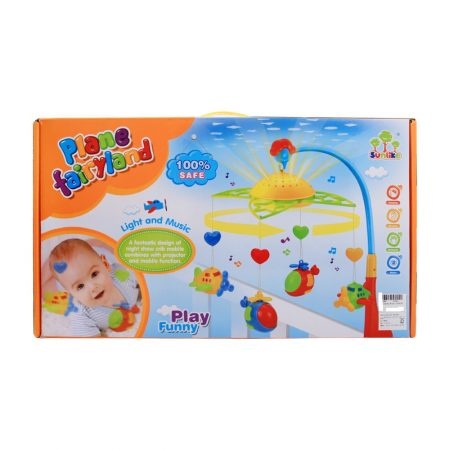 Plane
fairyland
100%
SAFE
Sunlike
Light and Music
A fantastic design of
night show crib mobile
combines with projector
and mobile function.
Play
Funny